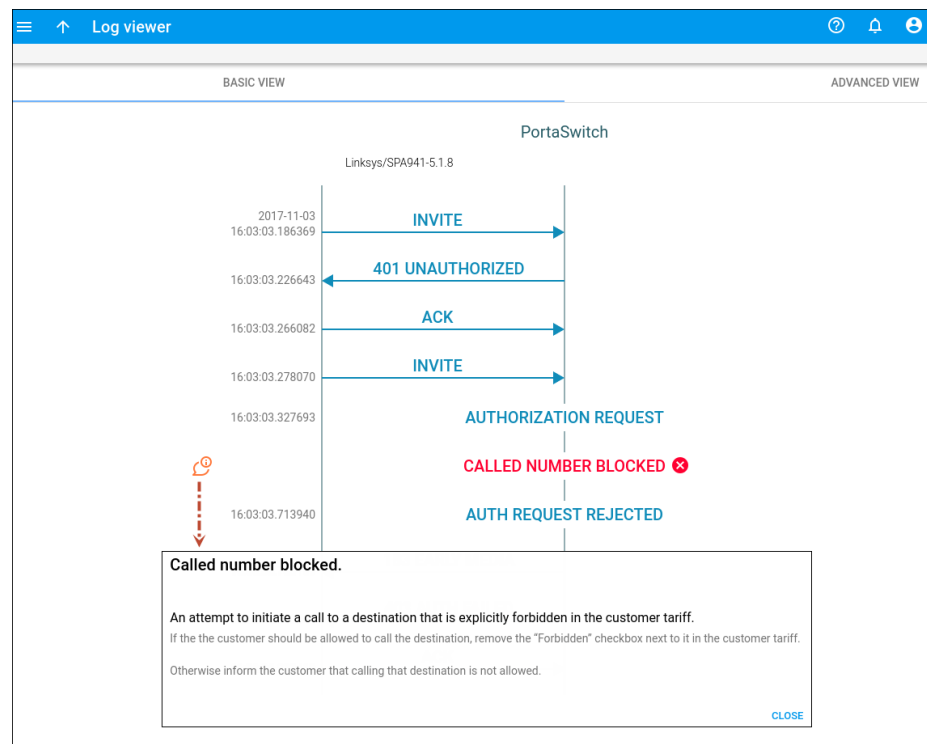 Log viewer
BASIC VIEW
ADVANCED VIEW
PortaSwitch
Linksys/SPA941-5.1.8
2017-11-03
16:03:03.186369
INVITE
16:03:03.226643
401 UNAUTHORIZED
16:03:03.266082
ACK
16:03:03.278070
INVITE
16:03:03.327693
AUTHORIZATION REQUEST
CALLED NUMBER BLOCKED
16:03:03.713940
AUTH REQUEST REJECTED
Called number blocked.
An attempt to initiate a call to a destination that is explicitly forbidden in the customer tariff.
If the the customer should be allowed to call the destination, remove the "Forbidden" checkbox next to it in the customer tariff.
Otherwise inform the customer that calling that destination is not allowed.
CLOSE